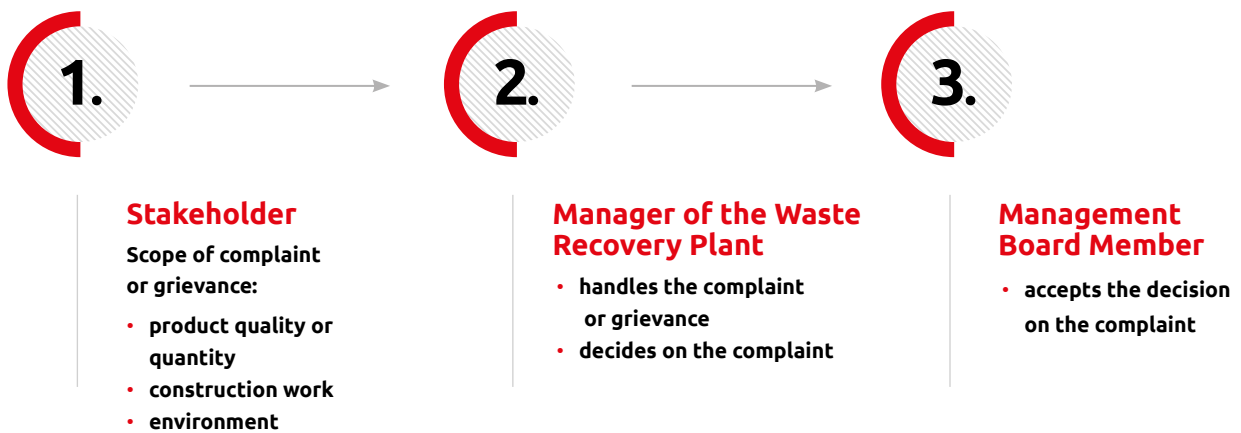 1.
Stakeholder
Scope of complaint
or grievance:
• product quality or
quantity
• construction work
• environment
2.
Manager of the Waste
Recovery Plant
• handles the complaint
or grievance
• decides on the complaint
3.
Management
Board Member
• accepts the decision
on the complaint